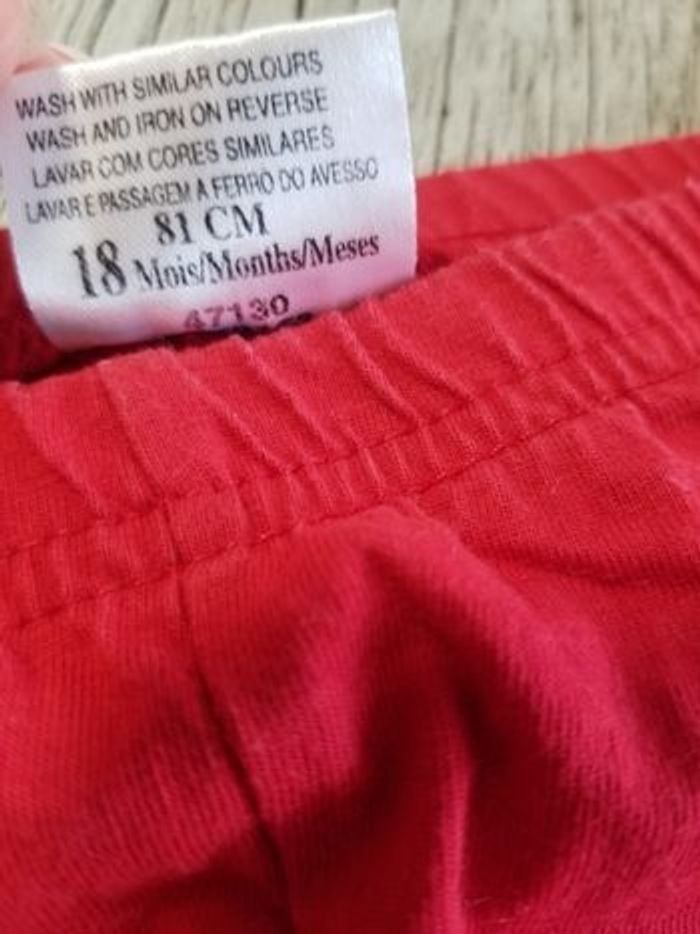 WASH WITH SIMILAR COLOURS
WASH AND IRON ON REVERSE
LAVAR COM CORES SIMILARES
LAVAR E PASSAGEM A FERRO DO AVESSO
81 CM
18 Mois/Months/Meses
47130